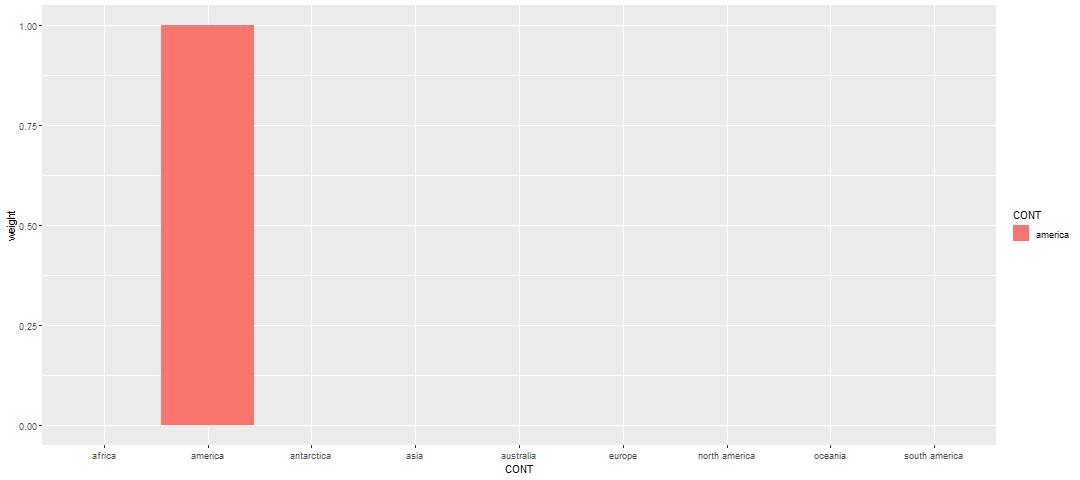 1.00
0.75
0.50
0.25
0.00
weight
africa america antarctica asia australia europe north america oceania south america
CONT
CONT
america